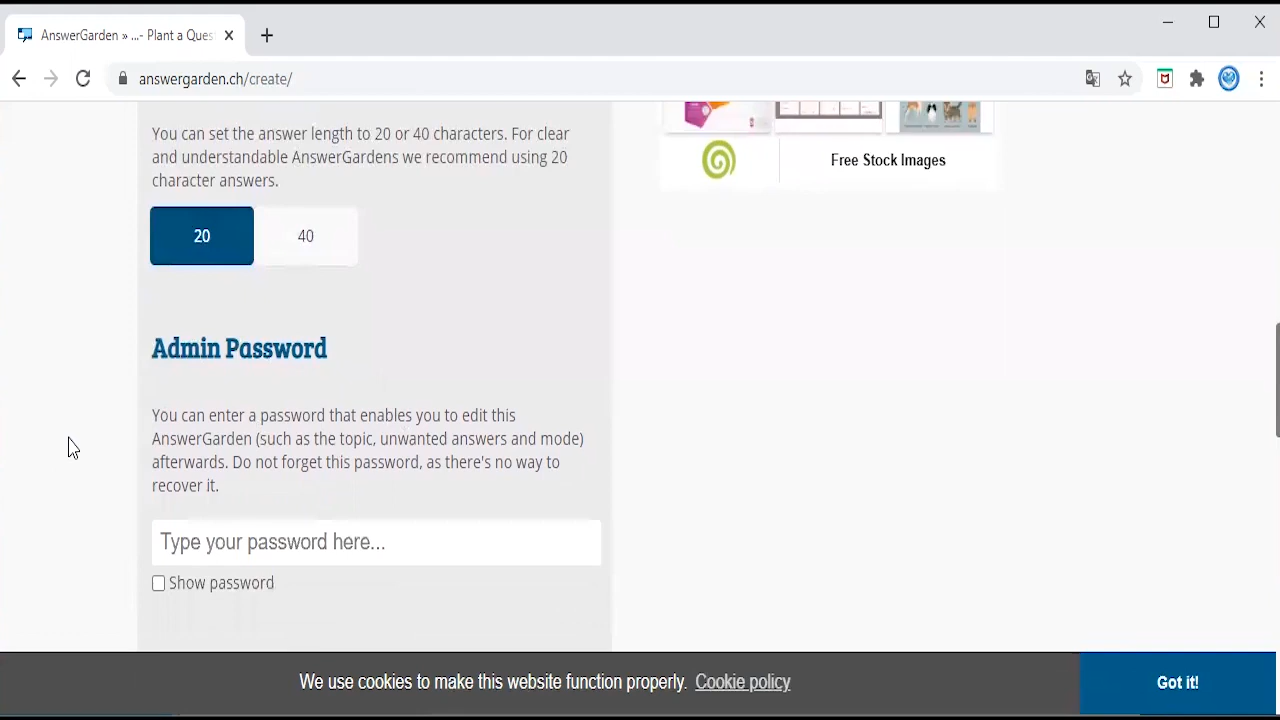 AnswerGarden » ...- Plant a Ques
answergarden.ch/create/
You can set the answer length to 20 or 40 characters. For clear
and understandable AnswerGardens we recommend using 20
character answers.
20
40
Free Stock Images
Admin Password
You can enter a password that enables you to edit this
AnswerGarden (such as the topic, unwanted answers and mode)
afterwards. Do not forget this password, as there's no way to
recover it.
Type your password here...
Show password
We use cookies to make this website function properly. Cookie policy
Got it!